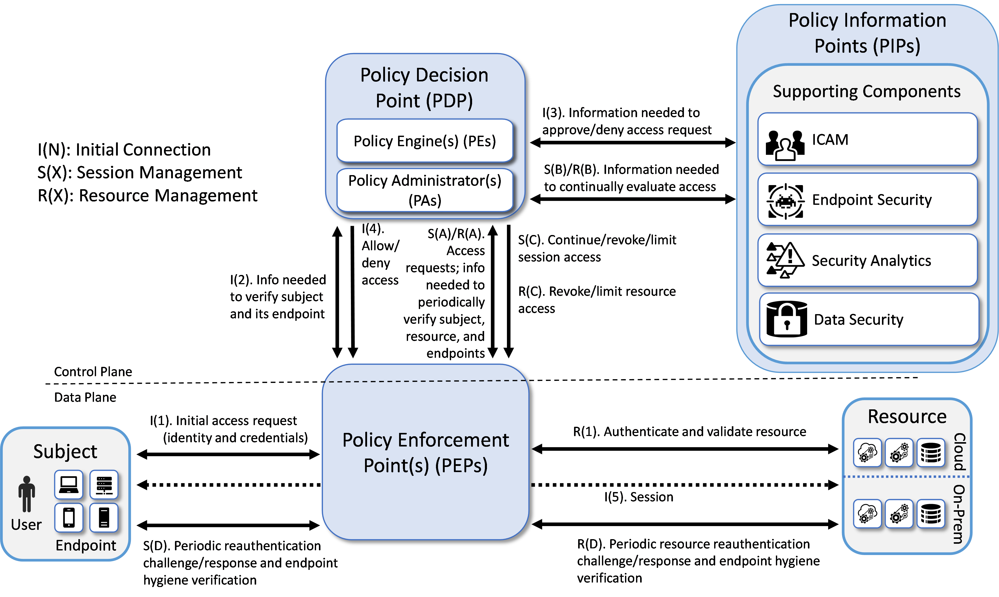 Policy Information
Points (PIPs)
Supporting Components
ICAM
Endpoint Security
Security Analytics
Data Security
Policy Decision
Point (PDP)
Policy Engine(s) (PEs)
Policy Administrator(s)
(PAs)
I(3). Information needed to
approve/deny access request
S(B)/R(B). Information needed
to continually evaluate access
I(N): Initial Connection
S(X): Session Management
R(X): Resource Management
I(2). Info needed
to verify subject
and its endpoint
I(4).
Allow/
deny
access
S(A)/R(A).
Access
requests; info
needed to
periodically
verify subject,
resource, and
endpoints
S(C). Continue/revoke/limit
session access
R(C). Revoke/limit resource
access
Control Plane
Data Plane
Subject
User
Endpoint
I(1). Initial access request
(identity and credentials)
S(D). Periodic reauthentication
challenge/response and endpoint
hygiene verification
Policy Enforcement
Point(s) (PEPs)
R(1). Authenticate and validate resource
I(5). Session
R(D). Periodic resource reauthentication
challenge/response and endpoint hygiene
verification
Resource
Cloud
On-Prem